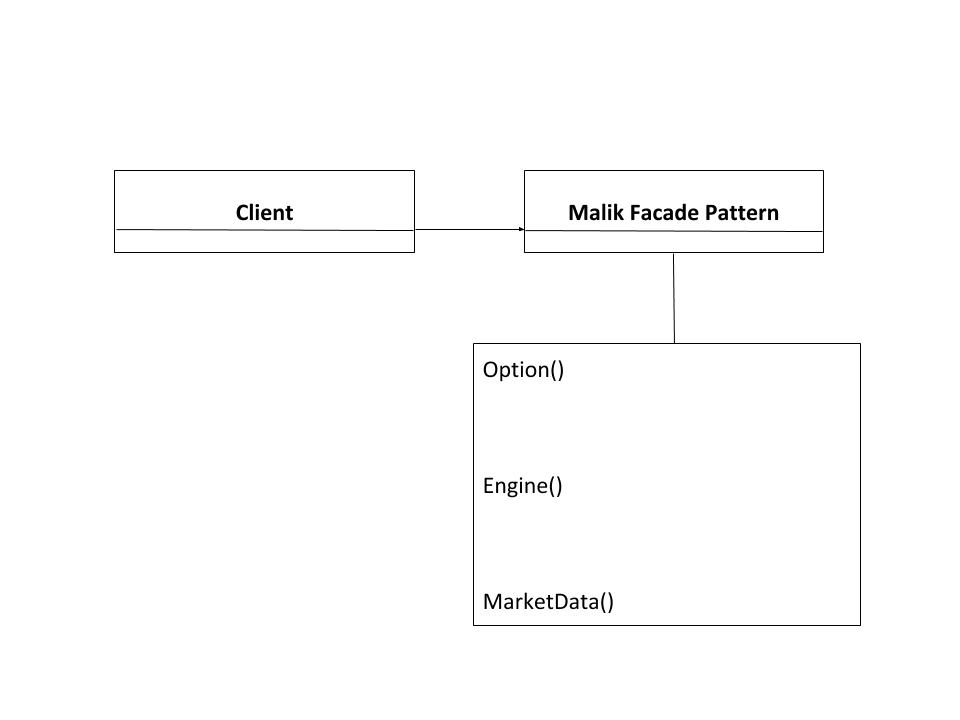 Client
Malik Facade Pattern
Option()
Engine()
MarketData()